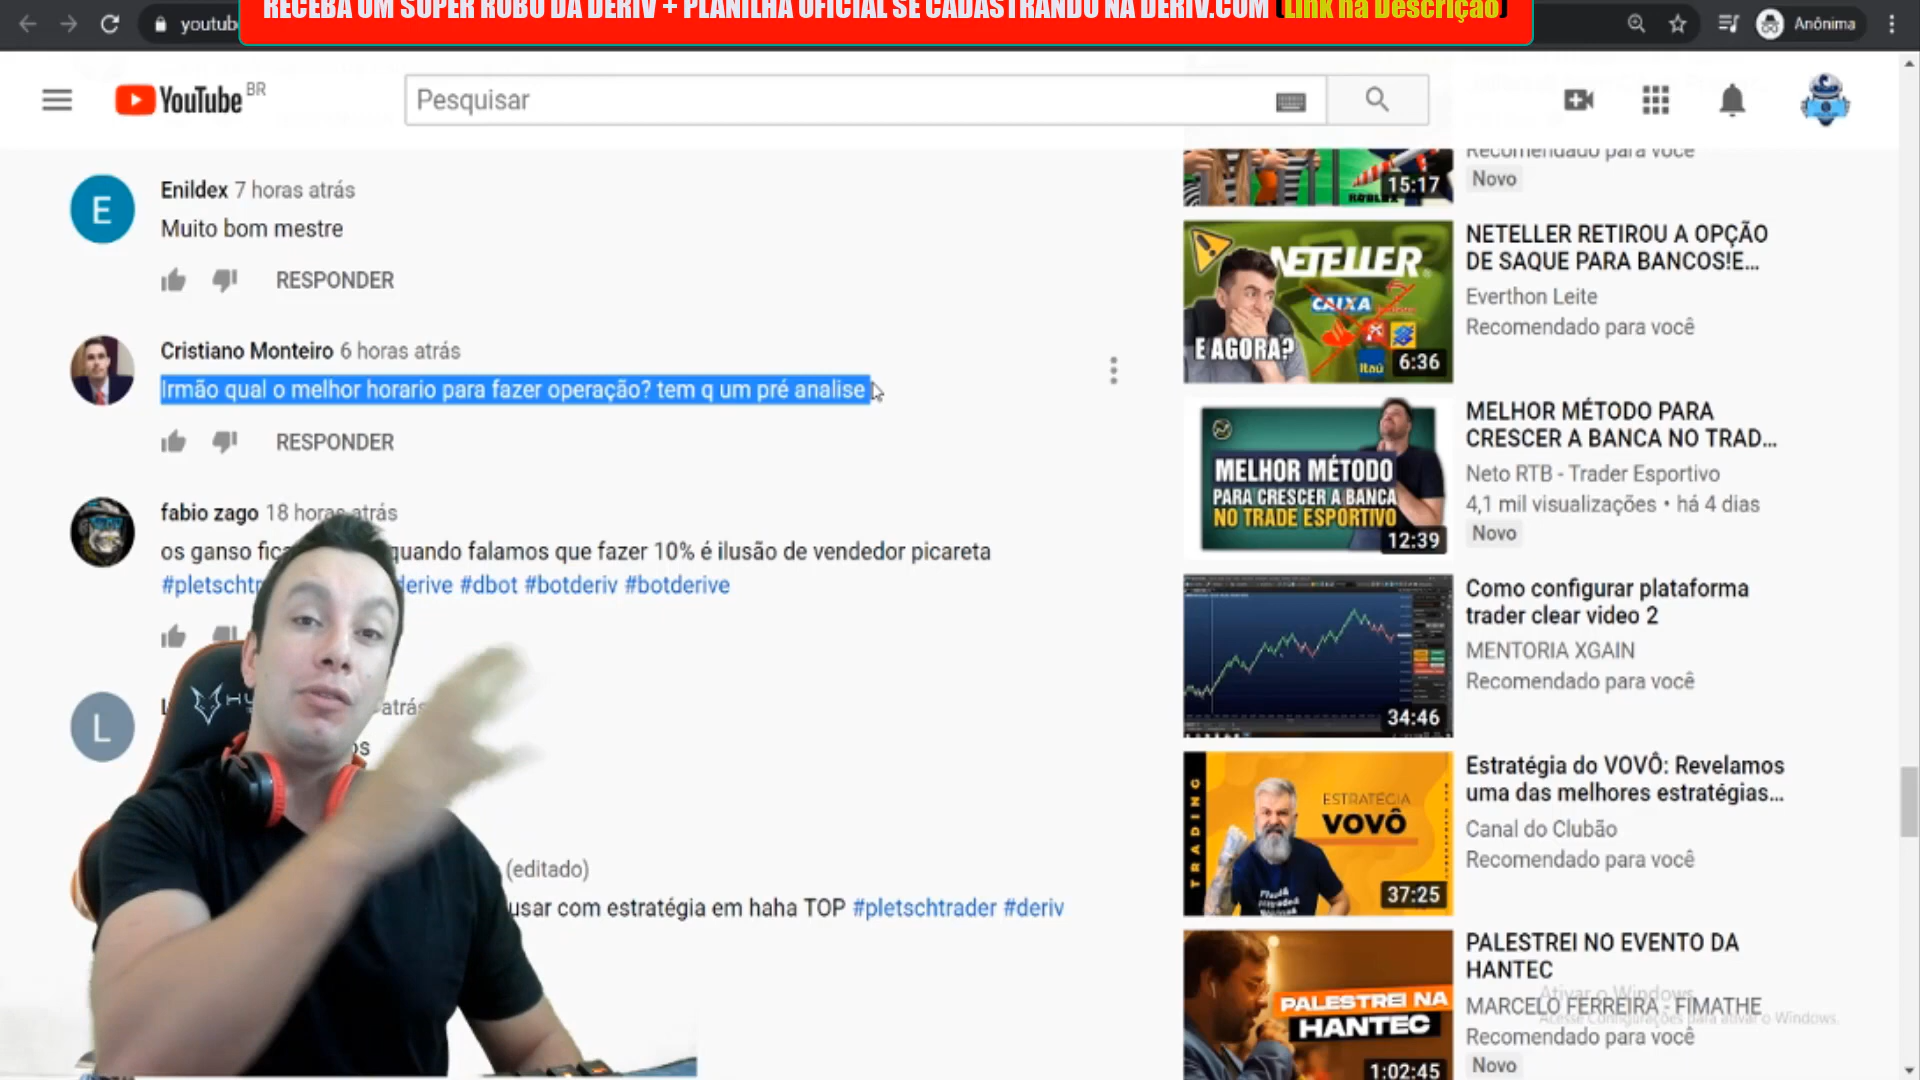 RECEBA UM SUPER ROBÔ DA DERIV + PLANILHA OFICIAL SE CADASTRANDO NA DERIV.COM [Link na Descrição]
Anônima
YouTube BR
Pesquisar
Enildex 7 horas atrás
Muito bom mestre
RESPONDER
Cristiano Monteiro 6 horas atrás
Irmão qual o melhor horario para fazer operação? tem q um pré analise
RESPONDER
fabio zago 18 horas atrás
os ganso quando falamos que fazer 10% é ilusão de vendedor picareta
#dbot #botderiv #botderive
L
(editado)
usar com estratégia em haha TOP #pletschtrader #deriv
15:17
Recomendado para você
Novo
NETELLER
CAIXA
E AGORA?
Itaú
6:36
NETELLER RETIROU A OPÇÃO
DE SAQUE PARA BANCOS!E...
Everthon Leite
Recomendado para você
MELHOR MÉTODO
PARA CRESCER A BANCA
NO TRADE ESPORTIVO
12:39
MELHOR MÉTODO PARA
CRESCER A BANCA NO TRAD...
Neto RTB - Trader Esportivo
4,1 mil visualizações • há 4 dias
Novo
34:46
Como configurar plataforma
trader clear video 2
MENTORIA XGAIN
Recomendado para você
TRADING
ESTRATÉGIA
VOVÔ
37:25
Estratégia do VOVÔ: Revelamos
uma das melhores estratégias...
Canal do Clubão
Recomendado para você
PALESTREI NA
HANTEC
1:02:45
PALESTREI NO EVENTO DA
HANTEC
MARCELO FERREIRA - FIMATHE
Recomendado para você
Novo
Ativar o Windows
Acesse Configurações para ativar o Windows.